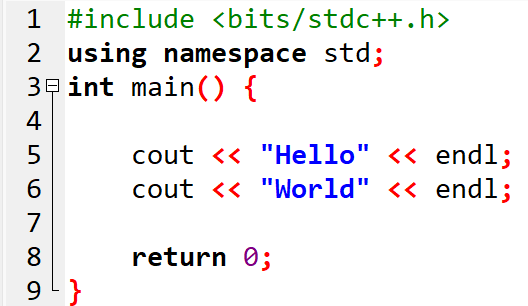 1 #include <bits/stdc++.h>
2 using namespace std;
3 int main() {
4
5     cout << "Hello" << endl;
6     cout << "World" << endl;
7
8     return 0;
9 }